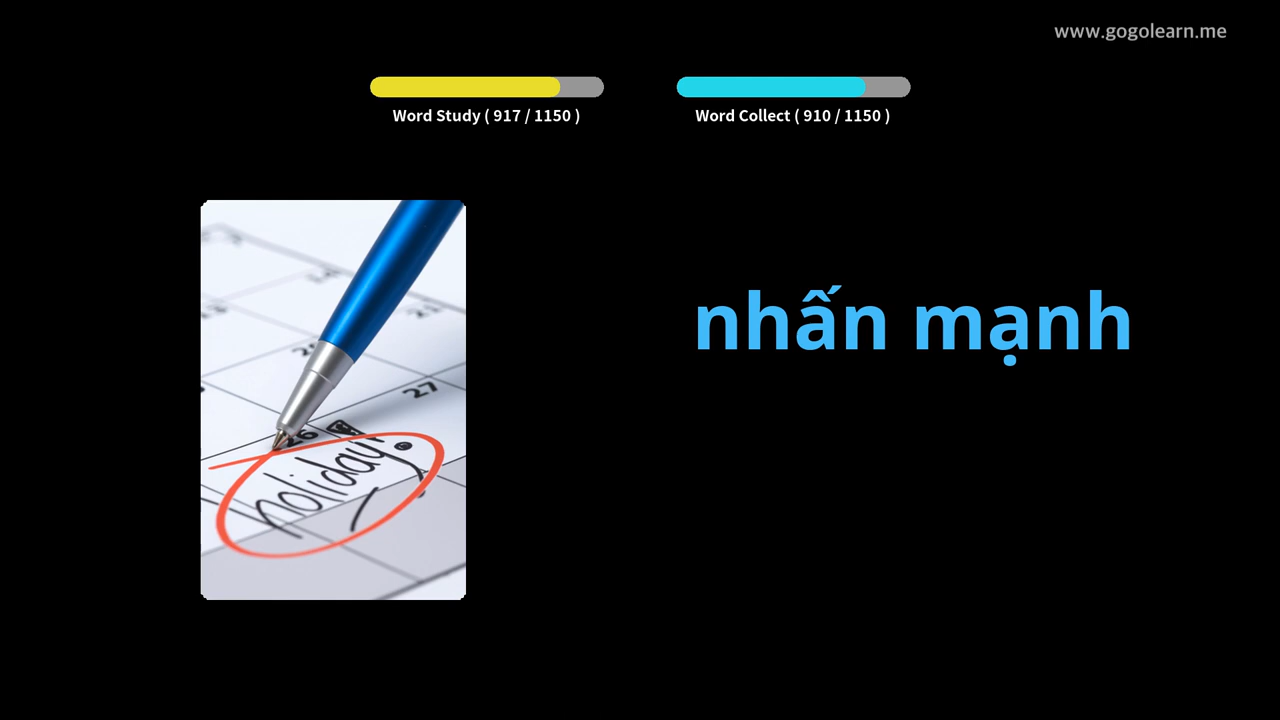 www.gogolearn.me
Word Study ( 917 / 1150 )
Word Collect ( 910 / 1150 )
nhấn mạnh
27
26
holiday